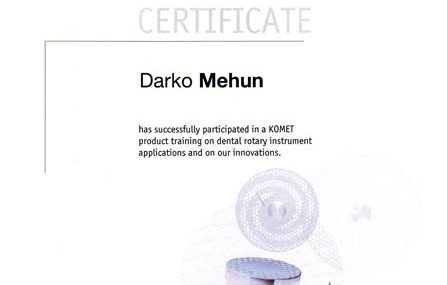 CERTIFICATE
Darko Mehun
has successfully participated in a KOMET
product training on dental rotary instrument
applications and on our innovations.